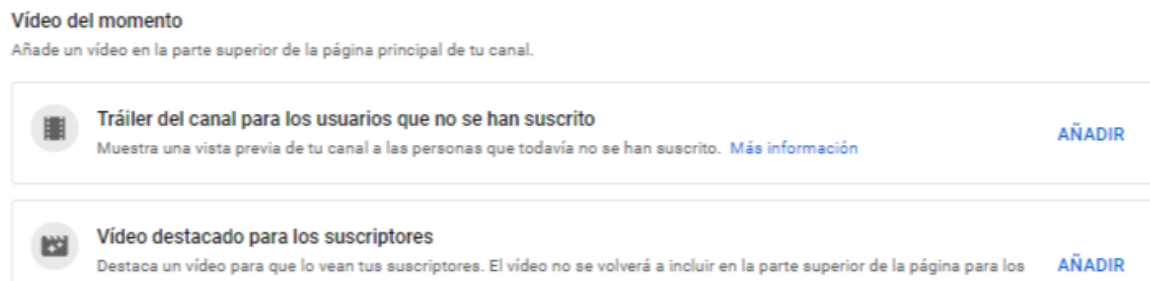 Vídeo del momento
Añade un vídeo en la parte superior de la página principal de tu canal.
Tráiler del canal para los usuarios que no se han suscrito
Muestra una vista previa de tu canal a las personas que todavía no se han suscrito. Más información
AÑADIR
Vídeo destacado para los suscriptores
Destaca un vídeo para que lo vean tus suscriptores. El vídeo no se volverá a incluir en la parte superior de la página para los
AÑADIR